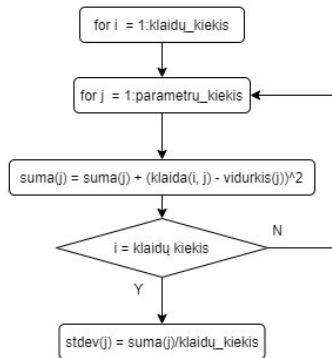 for i = 1:klaidų_kiekis
for j = 1:parametrų_kiekis
suma(j) = suma(j) + (klaida(i, j) - vidurkis(j))^2
i = klaidų kiekis
N
Y
stdev(j) = suma(j)/klaidų_kiekis